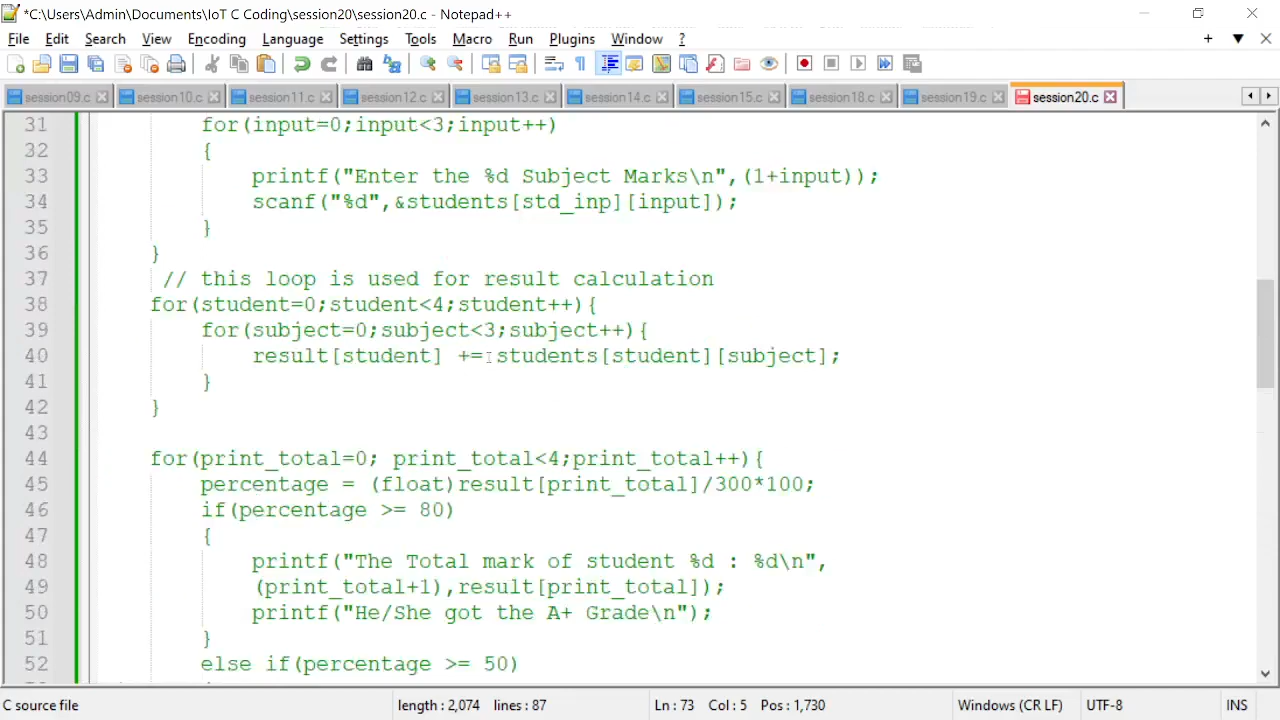 *C:\Users\Admin\Documents\IoT C Coding\session20\session20.c - Notepad++
File Edit Search View Encoding Language Settings Tools Macro Run Plugins Window ?
session09.c session10.c session11.c session12.c session13.c session14.c session15.c session18.c session19.c session20.c
31 for(input=0;input<3;input++)
32 {
33 printf("Enter the %d Subject Marks\n",(1+input));
34 scanf("%d",&students[std_inp][input]);
35 }
36 }
37 // this loop is used for result calculation
38 for(student=0;student<4;student++){
39 for(subject=0;subject<3;subject++){
40 result[student] += students[student][subject];
41 }
42 }
43
44 for(print_total=0; print_total<4;print_total++){
45 percentage = (float)result[print_total]/300*100;
46 if(percentage >= 80)
47 {
48 printf("The Total mark of student %d : %d\n",
49 (print_total+1),result[print_total]);
50 printf("He/She got the A+ Grade\n");
51 }
52 else if(percentage >= 50)
C source file length : 2,074 lines : 87 Ln : 73 Col : 5 Pos : 1,730 Windows (CR LF) UTF-8 INS